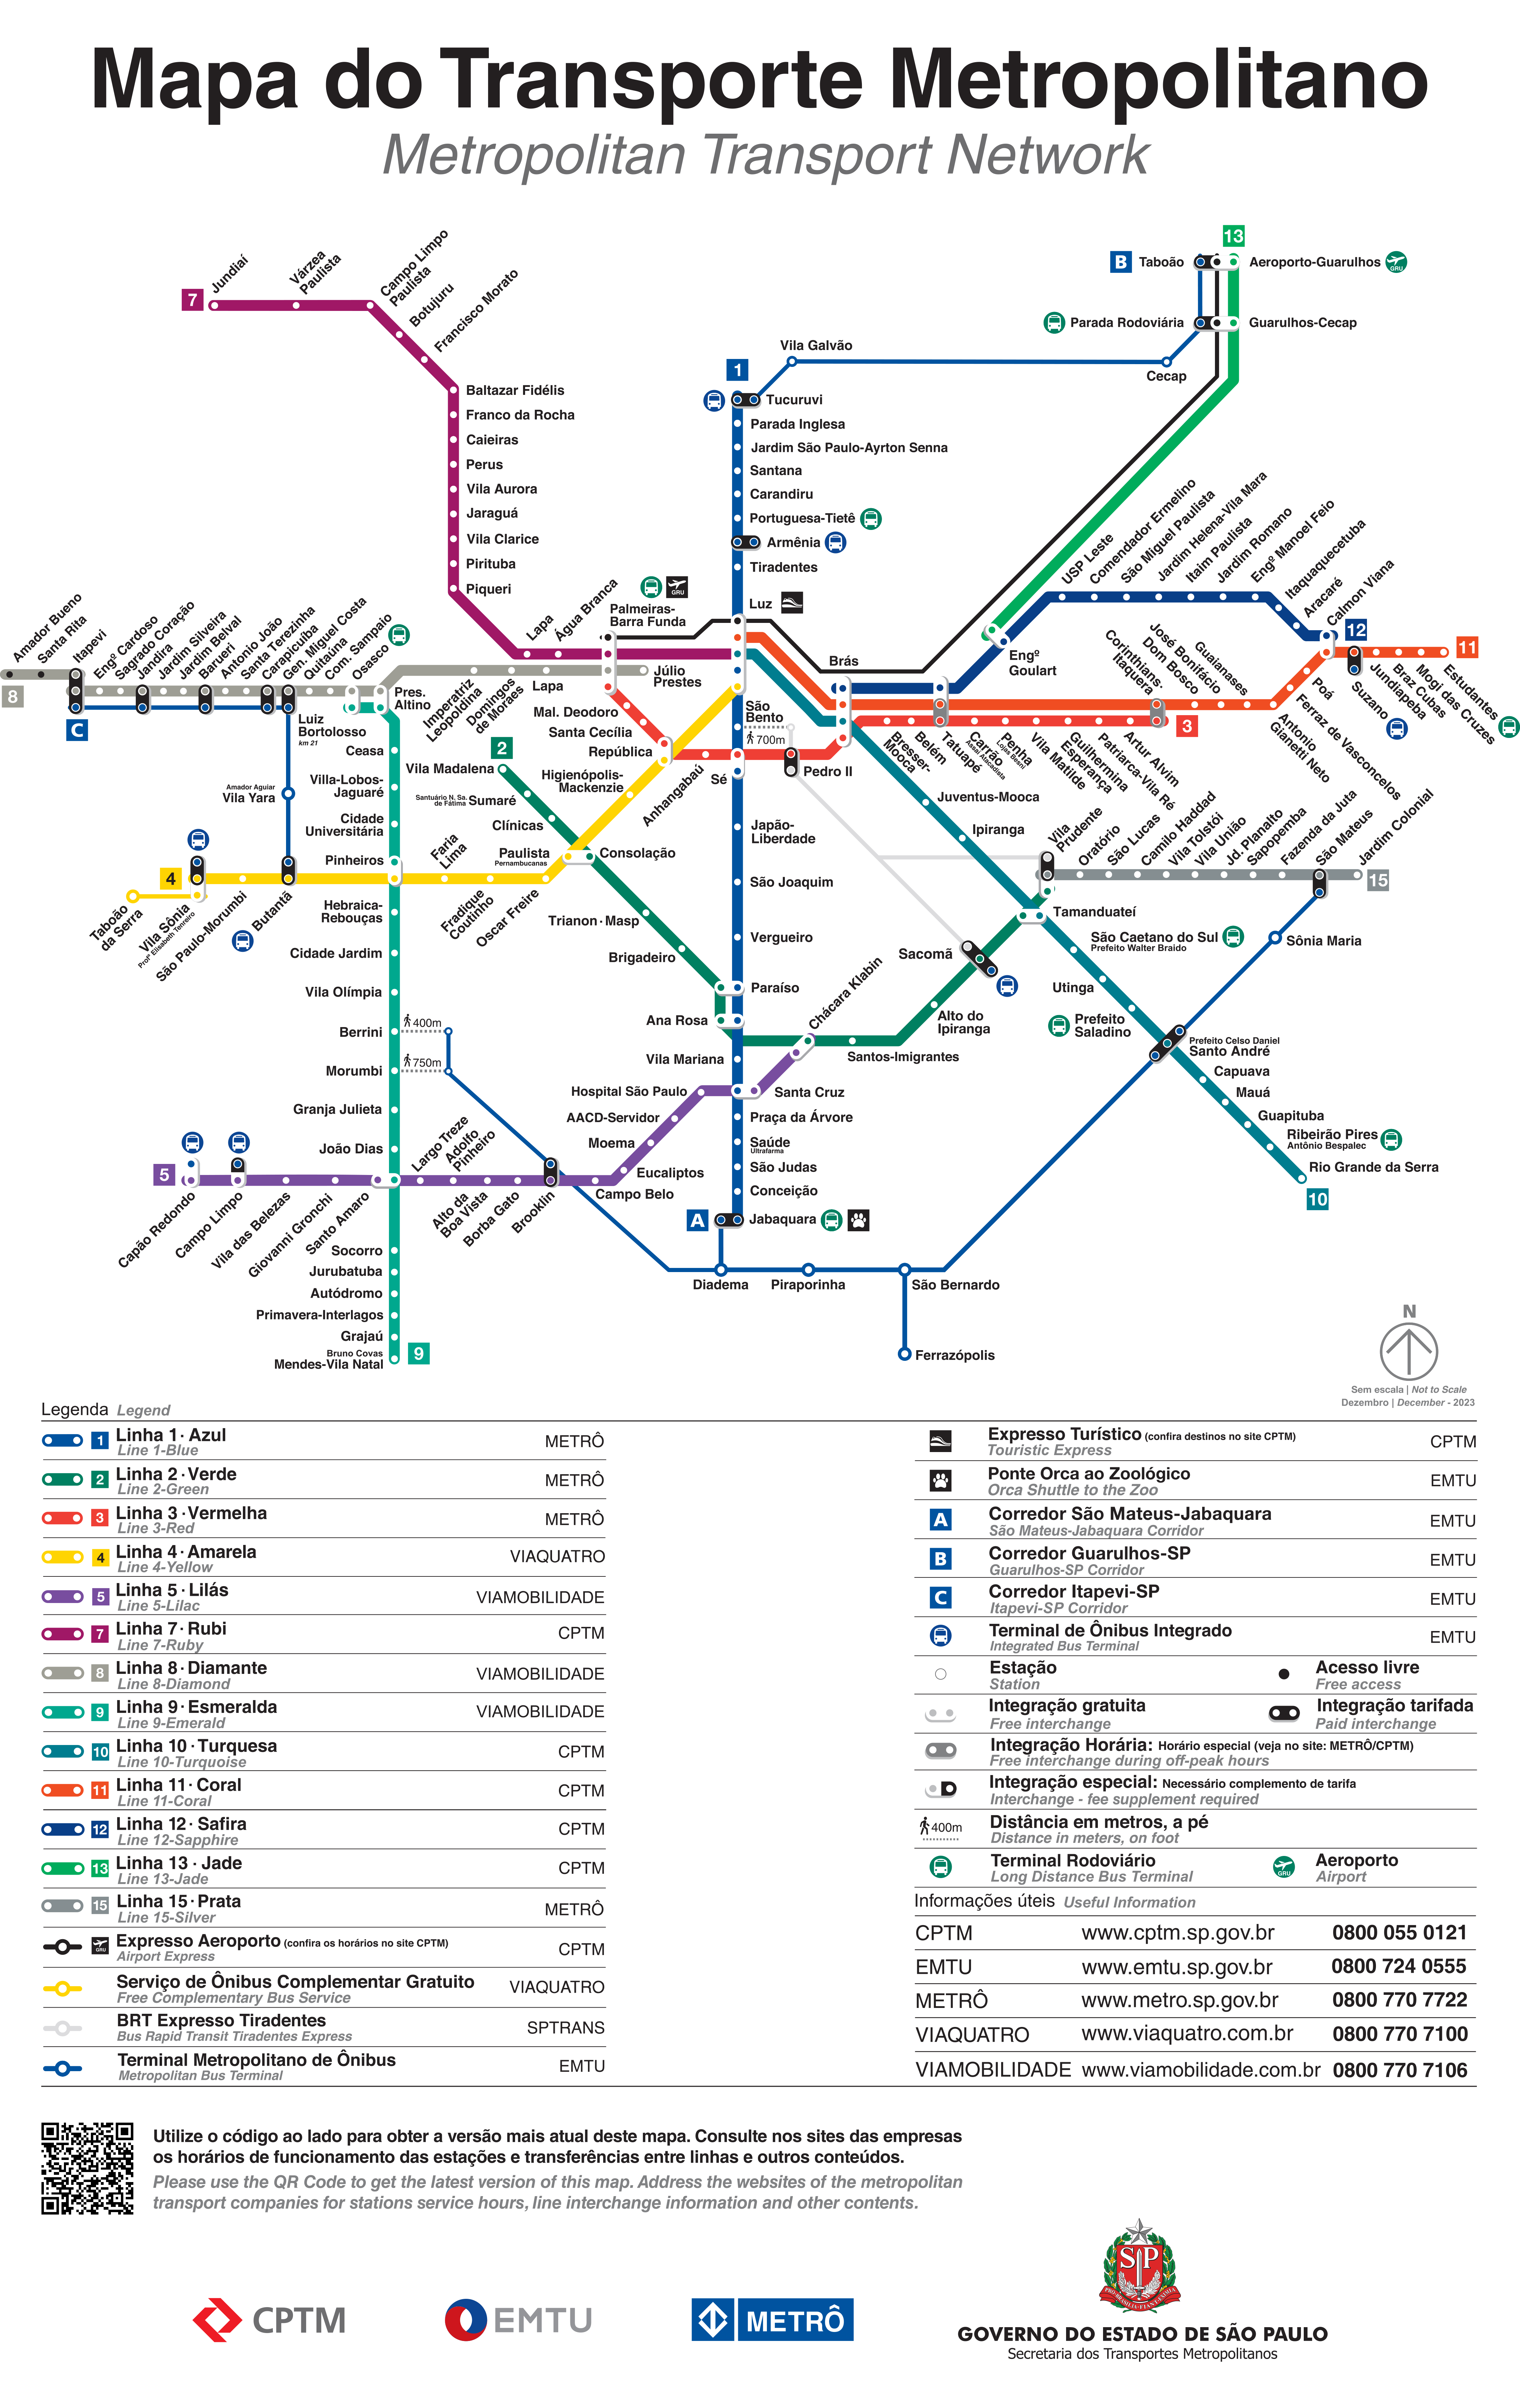 Mapa do Transporte Metropolitano
Metropolitan Transport Network
7
Jundiaí
Várzea
Paulista
Campo Limpo
Paulista
Botujuru
Francisco Morato
Baltazar Fidélis
Franco da Rocha
Caieiras
Perus
Vila Aurora
Jaraguá
Vila Clarice
Pirituba
Piqueri
Lapa
Água Branca
Palmeiras-
Barra Funda
GRU
13
B
Taboão
Aeroporto-Guarulhos
GRU
Parada Rodoviária
Guarulhos-Cecap
Vila Galvão
Cecap
1
Tucuruvi
Parada Inglesa
Jardim São Paulo-Ayrton Senna
Santana
Carandiru
Portuguesa-Tietê
Armênia
Tiradentes
Luz
USP Leste
Comendador Ermelino
São Miguel Paulista
Jardim Helena-Vila Mara
Itaim Paulista
Jardim Romano
Engº Manoel Feio
Itaquaquecetuba
Aracaré
Calmon Viana
12
11
Amador Bueno
Santa Rita
Itapevi
Engº Cardoso
Sagrado Coração
Jandira
Jardim Silveira
Jardim Belval
Barueri
Antonio João
Santa Terezinha
Carapicuíba
Gen. Miguel Costa
Quitaúna
Com. Sampaio
Osasco
8
C
Pres.
Altino
Imperatriz
Leopoldina
Domingos
de Moraes
Lapa
Júlio
Prestes
Brás
Engº
Goulart
Corinthians.
Itaquera
Dom Bosco
José Bonifácio
Guaianases
Antonio
Gianetti Neto
Ferraz de Vasconcelos
Poá
Suzano
Jundiapeba
Braz Cubas
Mogi das Cruzes
Estudantes
3
Luiz
Bortolosso
km 21
Ceasa
Villa-Lobos-
Jaguaré
Cidade
Universitária
Pinheiros
Hebraica-
Rebouças
Cidade Jardim
Vila Olímpia
Berrini
400m
Morumbi
750m
Granja Julieta
João Dias
Amador Aguiar
Vila Yara
2
Vila Madalena
Santuário N. Sa.
de Fátima
Sumaré
Clínicas
Paulista
Pernambucanas
Consolação
Mal. Deodoro
Santa Cecília
República
Higienópolis-
Mackenzie
Anhangabaú
São
Bento
700m
Sé
Pedro II
Bresser-
Mooca
Belém
Tatuapé
Carrão
Assaí Atacadista
Penha
Lojas Besni
Vila Matilde
Guilhermina
Esperança
Patriarca-Vila Ré
Artur Alvim
Japão-
Liberdade
São Joaquim
Vergueiro
Paraíso
Ana Rosa
Vila Mariana
Trianon·Masp
Brigadeiro
Juventus-Mooca
Ipiranga
Vila
Prudente
Oratório
São Lucas
Camilo Haddad
Vila Tolstói
Vila União
Jd. Planalto
Sapopemba
Fazenda da Juta
São Mateus
Jardim Colonial
15
Tamanduateí
São Caetano do Sul
Prefeito Walter Braido
Sônia Maria
Utinga
Prefeito
Saladino
Prefeito Celso Daniel
Santo André
Capuava
Mauá
Guapituba
Ribeirão Pires
Antônio Bespalec
Rio Grande da Serra
10
4
Taboão
da Serra
Vila Sônia
Profª Elisabeth Tenreiro
São Paulo-Morumbi
Butantã
Faria
Lima
Fradique
Coutinho
Oscar Freire
Sacomã
Alto do
Ipiranga
Chácara Klabin
Santos-Imigrantes
Hospital São Paulo
Santa Cruz
AACD-Servidor
Praça da Árvore
Moema
Saúde
Ultrafarma
Eucaliptos
São Judas
Campo Belo
Conceição
A
Jabaquara
5
Capão Redondo
Campo Limpo
Vila das Belezas
Giovanni Gronchi
Santo Amaro
Largo Treze
Adolfo
Pinheiro
Alto da
Boa Vista
Borba Gato
Brooklin
Socorro
Jurubatuba
Autódromo
Primavera-Interlagos
Grajaú
Bruno Covas
Mendes-Vila Natal
9
Diadema
Piraporinha
São Bernardo
Ferrazópolis
N
Sem escala | Not to Scale
Dezembro | December - 2023
Legenda Legend
1 Linha 1·Azul METRÔ
Line 1-Blue
2 Linha 2·Verde METRÔ
Line 2-Green
3 Linha 3·Vermelha METRÔ
Line 3-Red
4 Linha 4·Amarela VIAQUATRO
Line 4-Yellow
5 Linha 5·Lilás VIAMOBILIDADE
Line 5-Lilac
7 Linha 7·Rubi CPTM
Line 7-Ruby
8 Linha 8·Diamante VIAMOBILIDADE
Line 8-Diamond
9 Linha 9·Esmeralda VIAMOBILIDADE
Line 9-Emerald
10 Linha 10·Turquesa CPTM
Line 10-Turquoise
11 Linha 11·Coral CPTM
Line 11-Coral
12 Linha 12·Safira CPTM
Line 12-Sapphire
13 Linha 13·Jade CPTM
Line 13-Jade
15 Linha 15·Prata METRÔ
Line 15-Silver
GRU Expresso Aeroporto (confira os horários no site CPTM) CPTM
Airport Express
Serviço de Ônibus Complementar Gratuito VIAQUATRO
Free Complementary Bus Service
BRT Expresso Tiradentes SPTRANS
Bus Rapid Transit Tiradentes Express
Terminal Metropolitano de Ônibus EMTU
Metropolitan Bus Terminal
Expresso Turístico (confira destinos no site CPTM) CPTM
Touristic Express
Ponte Orca ao Zoológico EMTU
Orca Shuttle to the Zoo
A Corredor São Mateus-Jabaquara EMTU
São Mateus-Jabaquara Corridor
B Corredor Guarulhos-SP EMTU
Guarulhos-SP Corridor
C Corredor Itapevi-SP EMTU
Itapevi-SP Corridor
Terminal de Ônibus Integrado EMTU
Integrated Bus Terminal
Estação Acesso livre
Station Free access
Integração gratuita Integração tarifada
Free interchange Paid interchange
Integração Horária: Horário especial (veja no site: METRÔ/CPTM)
Free interchange during off-peak hours
Integração especial: Necessário complemento de tarifa
Interchange - fee supplement required
400m Distância em metros, a pé
Distance in meters, on foot
Terminal Rodoviário GRU Aeroporto
Long Distance Bus Terminal Airport
Informações úteis Useful Information
CPTM www.cptm.sp.gov.br 0800 055 0121
EMTU www.emtu.sp.gov.br 0800 724 0555
METRÔ www.metro.sp.gov.br 0800 770 7722
VIAQUATRO www.viaquatro.com.br 0800 770 7100
VIAMOBILIDADE www.viamobilidade.com.br 0800 770 7106
Utilize o código ao lado para obter a versão mais atual deste mapa. Consulte nos sites das empresas
os horários de funcionamento das estações e transferências entre linhas e outros conteúdos.
Please use the QR Code to get the latest version of this map. Address the websites of the metropolitan
transport companies for stations service hours, line interchange information and other contents.
CPTM
EMTU
METRÔ
SP
GOVERNO DO ESTADO DE SÃO PAULO
Secretaria dos Transportes Metropolitanos